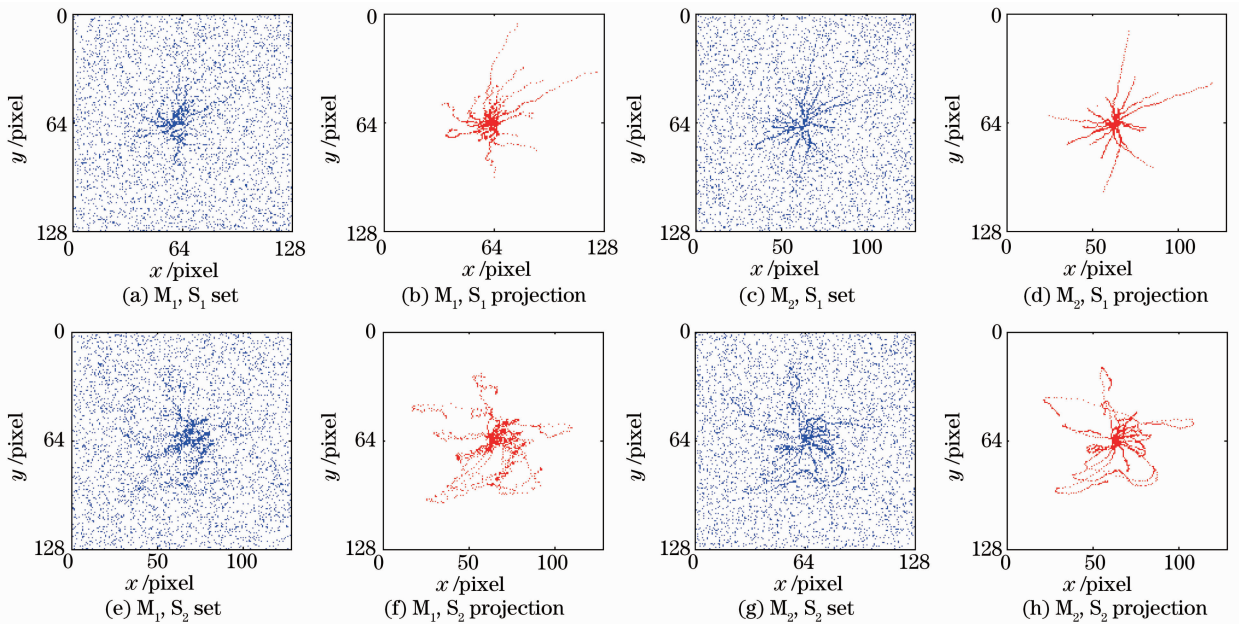 0
y /pixel
64
128
0
64
128
x /pixel
(a) M₁, S₁ set
0
y /pixel
64
128
0
64
128
x /pixel
(b) M₁, S₁ projection
0
y /pixel
64
128
0
50
100
x /pixel
(c) M₂, S₁ set
0
y /pixel
64
128
0
50
100
x /pixel
(d) M₂, S₁ projection
0
y /pixel
64
128
50
100
x /pixel
(e) M₁, S₂ set
0
y /pixel
64
128
0
50
100
x /pixel
(f) M₁, S₂ projection
0
y /pixel
64
128
0
64
128
x /pixel
(g) M₂, S₂ set
0
y /pixel
64
128
0
50
100
x /pixel
(h) M₂, S₂ projection